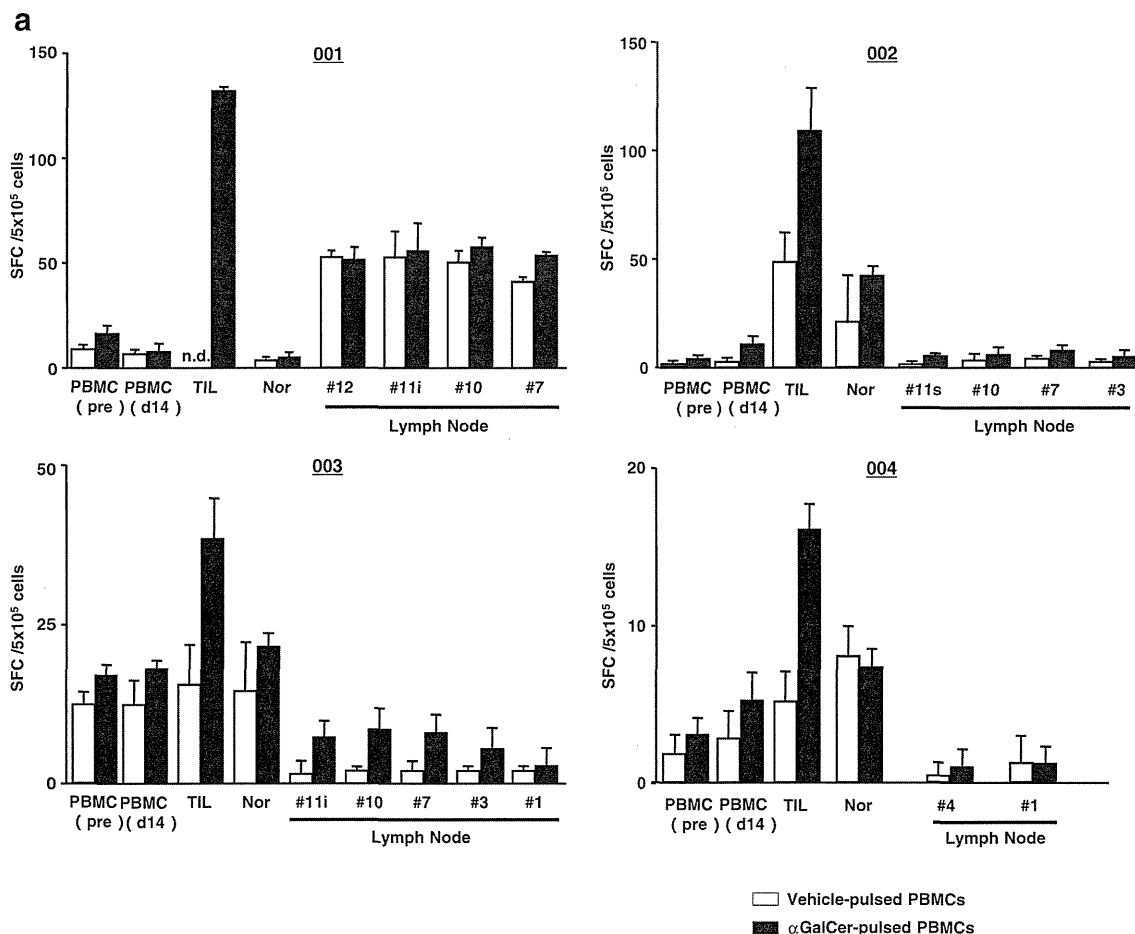 a
001
150
100
50
0
SFC /5x10⁵ cells
n.d.
PBMC PBMC TIL Nor #12 #11i #10 #7
( pre ) ( d14 )
Lymph Node
002
150
100
50
0
SFC /5x10⁵ cells
PBMC PBMC TIL Nor #11s #10 #7 #3
( pre ) ( d14 )
Lymph Node
003
50
25
0
SFC /5x10⁵ cells
PBMC PBMC TIL Nor #11i #10 #7 #3 #1
( pre ) ( d14 )
Lymph Node
004
20
10
0
SFC /5x10⁵ cells
PBMC PBMC TIL Nor #4 #1
( pre ) ( d14 )
Lymph Node
Vehicle-pulsed PBMCs
αGalCer-pulsed PBMCs